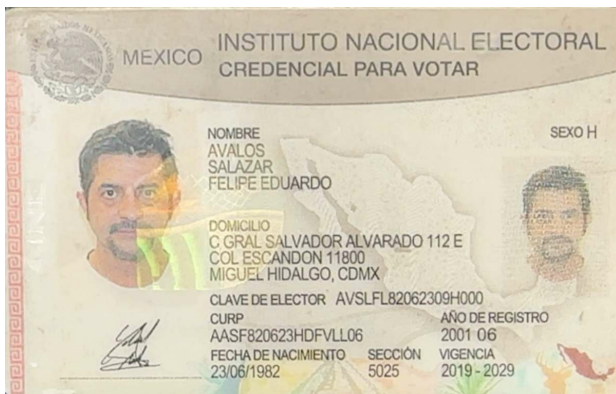 MEXICO
INSTITUTO NACIONAL ELECTORAL
CREDENCIAL PARA VOTAR
NOMBRE
SEXO H
AVALOS
SALAZAR
FELIPE EDUARDO
DOMICILIO
C GRAL SALVADOR ALVARADO 112 E
COL ESCANDON 11800
MIGUEL HIDALGO, CDMX
CLAVE DE ELECTOR AVSLFL82062309H000
CURP
AÑO DE REGISTRO
AASF820623HDFVLL06
2001 06
FECHA DE NACIMIENTO SECCIÓN VIGENCIA
23/06/1982 5025 2019 - 2029